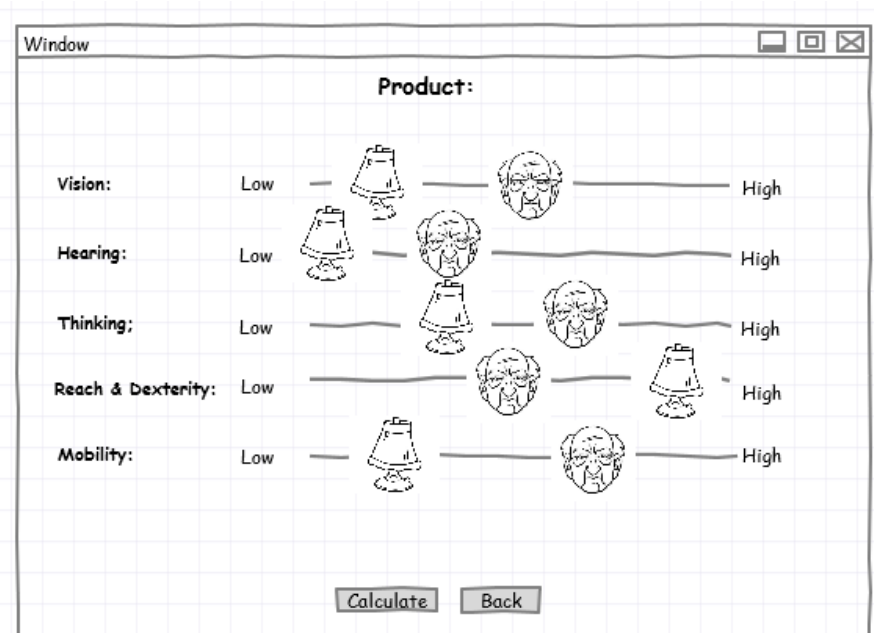 Window
Product:
Vision: Low High
Hearing: Low High
Thinking; Low High
Reach & Dexterity: Low High
Mobility: Low High
Calculate Back